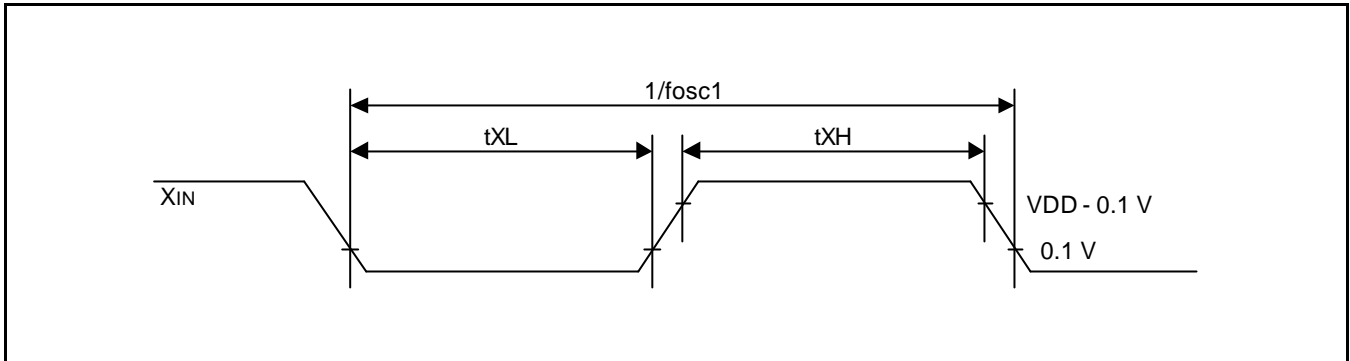 1/fosc1
tXL
tXH
XIN
VDD - 0.1 V
0.1 V